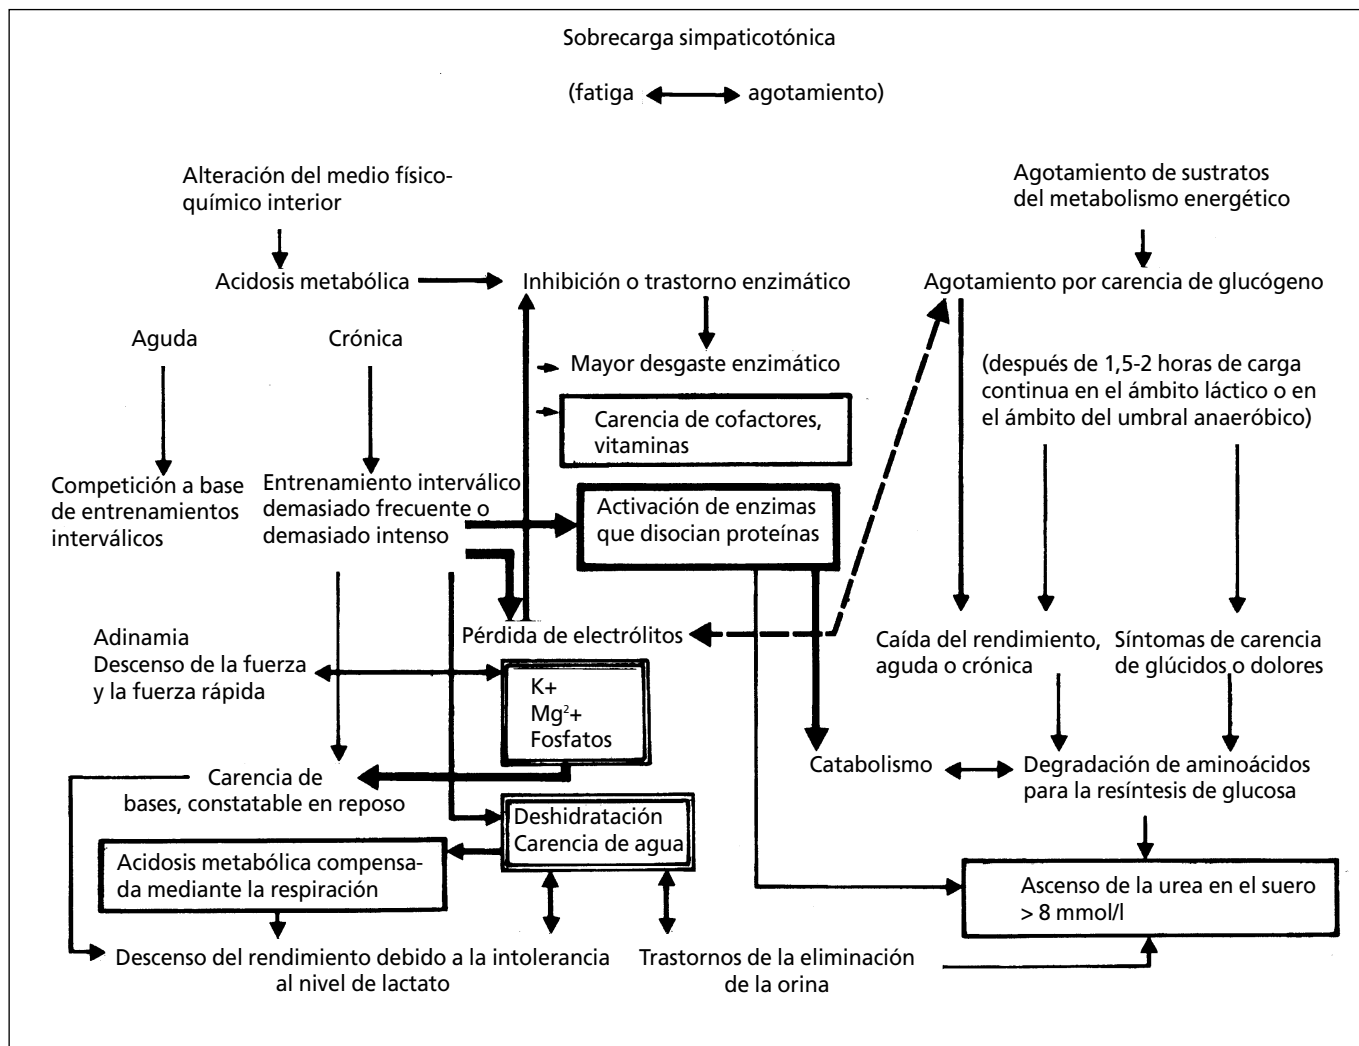 Sobrecarga simpaticotónica
(fatiga agotamiento)
Alteración del medio físico-
químico interior
Agotamiento de sustratos
del metabolismo energético
Acidosis metabólica
Inhibición o trastorno enzimático
Agotamiento por carencia de glucógeno
Aguda
Crónica
Mayor desgaste enzimático
(después de 1,5-2 horas de carga
continua en el ámbito láctico o en
el ámbito del umbral anaeróbico)
Carencia de cofactores,
vitaminas
Competición a base
de entrenamientos
interválicos
Entrenamiento interválico
demasiado frecuente o
demasiado intenso
Activación de enzimas
que disocian proteínas
Adinamia
Descenso de la fuerza
y la fuerza rápida
Pérdida de electrólitos
Caída del rendimiento,
aguda o crónica
Síntomas de carencia
de glúcidos o dolores
K+
Mg²+
Fosfatos
Carencia de
bases, constatable en reposo
Catabolismo
Degradación de aminoácidos
para la resíntesis de glucosa
Deshidratación
Carencia de agua
Acidosis metabólica compensa-
da mediante la respiración
Ascenso de la urea en el suero
> 8 mmol/l
Descenso del rendimiento debido a la intolerancia
al nivel de lactato
Trastornos de la eliminación
de la orina